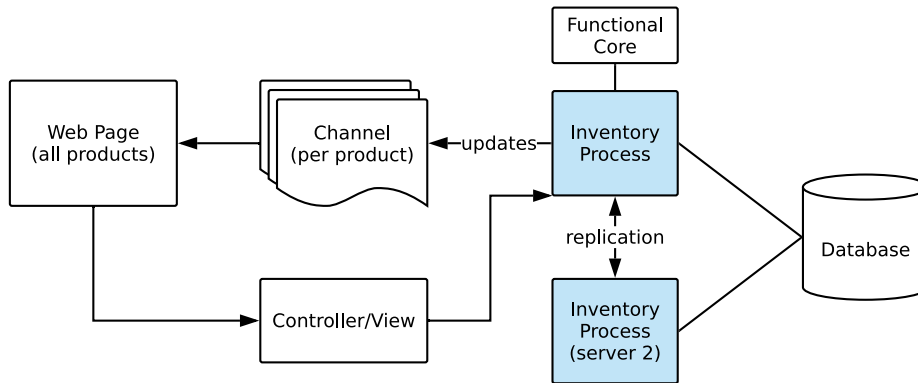 Functional
Core
Web Page
(all products)
Channel
(per product)
updates
Inventory
Process
replication
Database
Controller/View
Inventory
Process
(server 2)